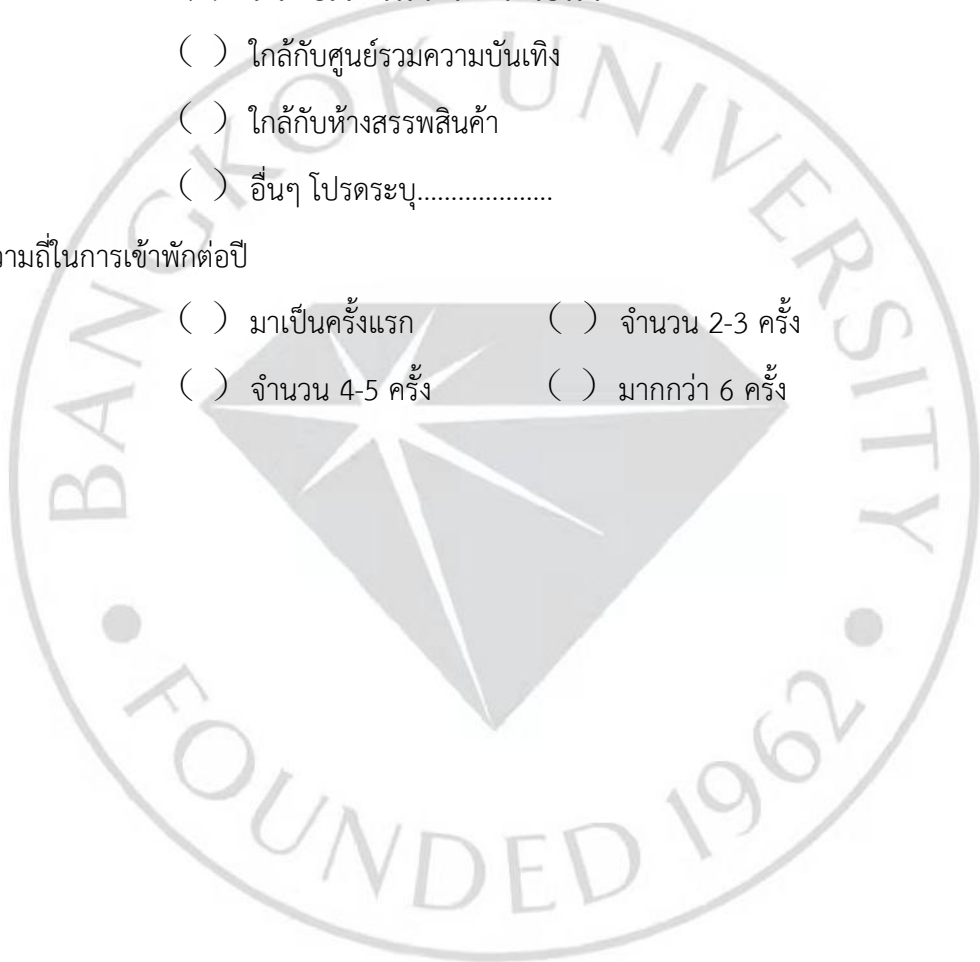 ( ) ใกล้กับศูนย์รวมความบันเทิง
( ) ใกล้กับห้างสรรพสินค้า
( ) อื่นๆ โปรดระบุ....................
ในการเข้าพักต่อปี
( ) มาเป็นครั้งแรก ( ) จำนวน 2-3 ครั้ง
( ) จำนวน 4-5 ครั้ง ( ) มากกว่า 6 ครั้ง
BANGKOK UNIVERSITY
FOUNDED 1962